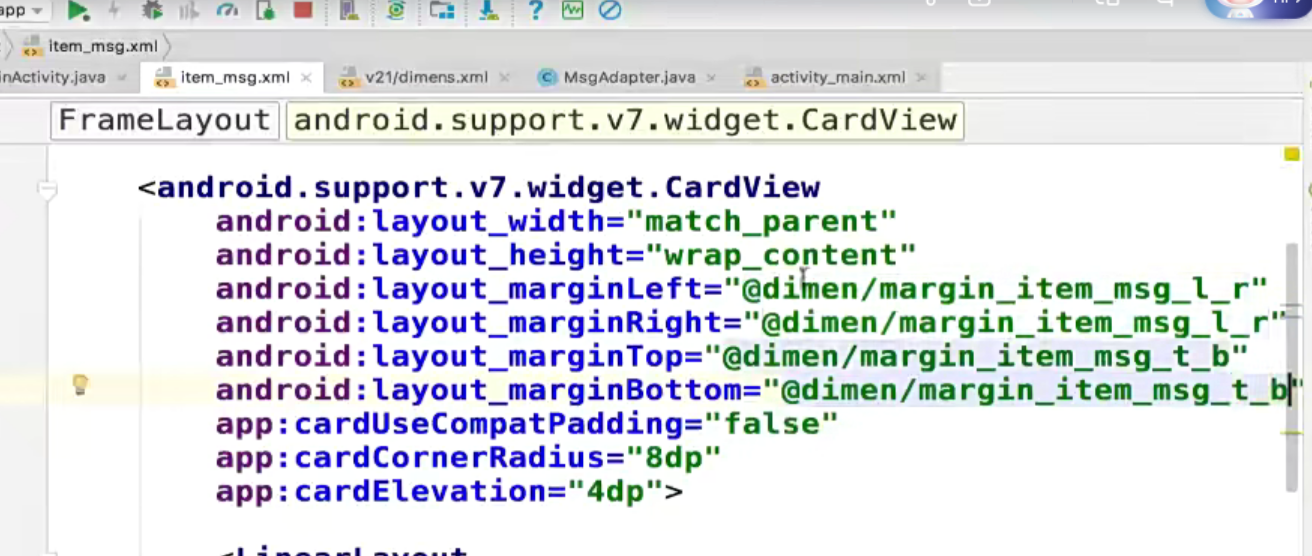 app
item_msg.xml
inActivity.java
item_msg.xml
v21/dimens.xml
MsgAdapter.java
activity_main.xml
FrameLayout
android.support.v7.widget.CardView
<android.support.v7.widget.CardView
android:layout_width="match_parent"
android:layout_height="wrap_content"
android:layout_marginLeft="@dimen/margin_item_msg_l_r"
android:layout_marginRight="@dimen/margin_item_msg_l_r"
android:layout_marginTop="@dimen/margin_item_msg_t_b"
android:layout_marginBottom="@dimen/margin_item_msg_t_b"
app:cardUseCompatPadding="false"
app:cardCornerRadius="8dp"
app:cardElevation="4dp">
<LinearLayout